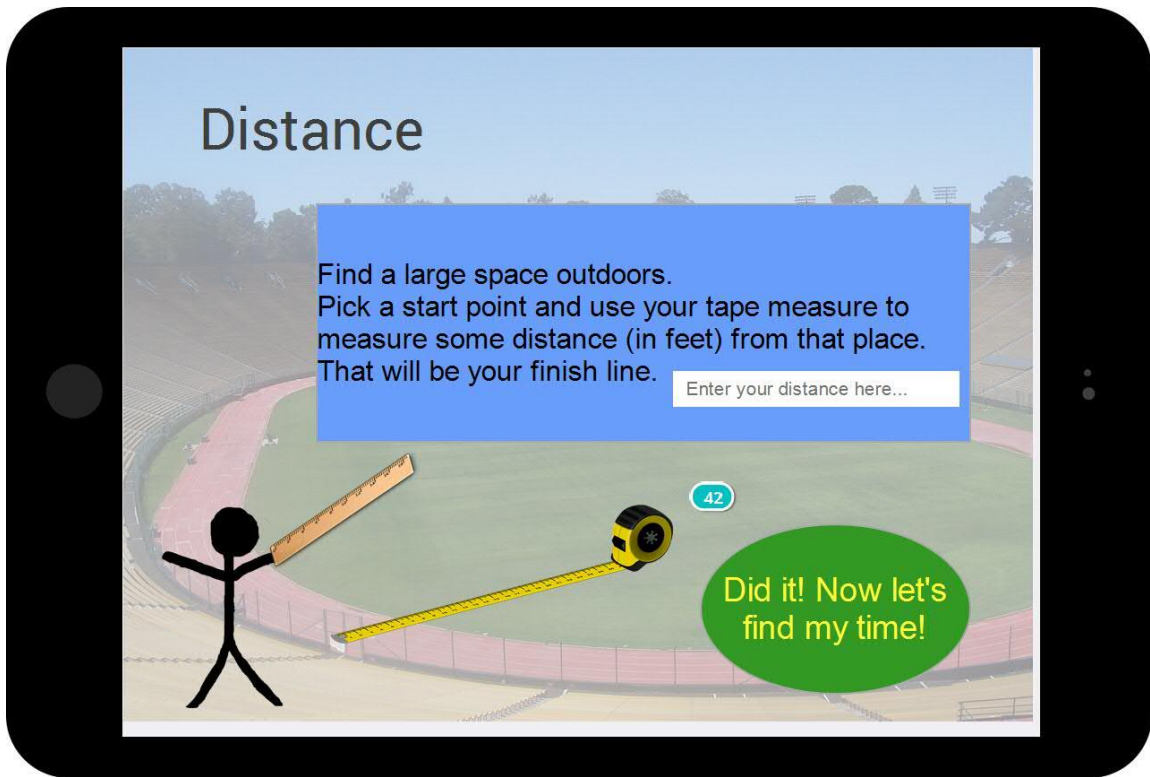 Distance
Find a large space outdoors.
Pick a start point and use your tape measure to
measure some distance (in feet) from that place.
That will be your finish line.
Enter your distance here...
42
Did it! Now let's
find my time!